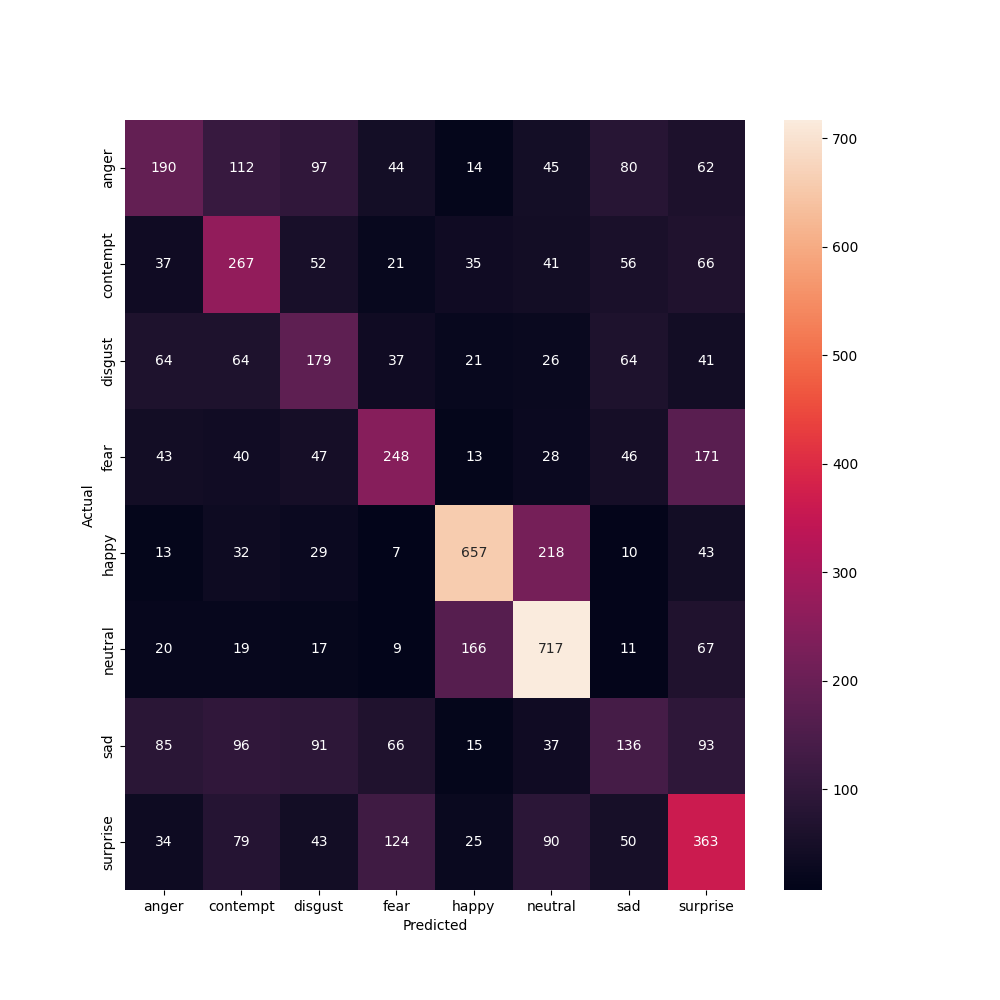 anger 190 112 97 44 14 45 80 62
contempt 37 267 52 21 35 41 56 66
disgust 64 64 179 37 21 26 64 41
fear 43 40 47 248 13 28 46 171
happy 13 32 29 7 657 218 10 43
neutral 20 19 17 9 166 717 11 67
sad 85 96 91 66 15 37 136 93
surprise 34 79 43 124 25 90 50 363
Actual
anger contempt disgust fear happy neutral sad surprise
Predicted
700
600
500
400
300
200
100